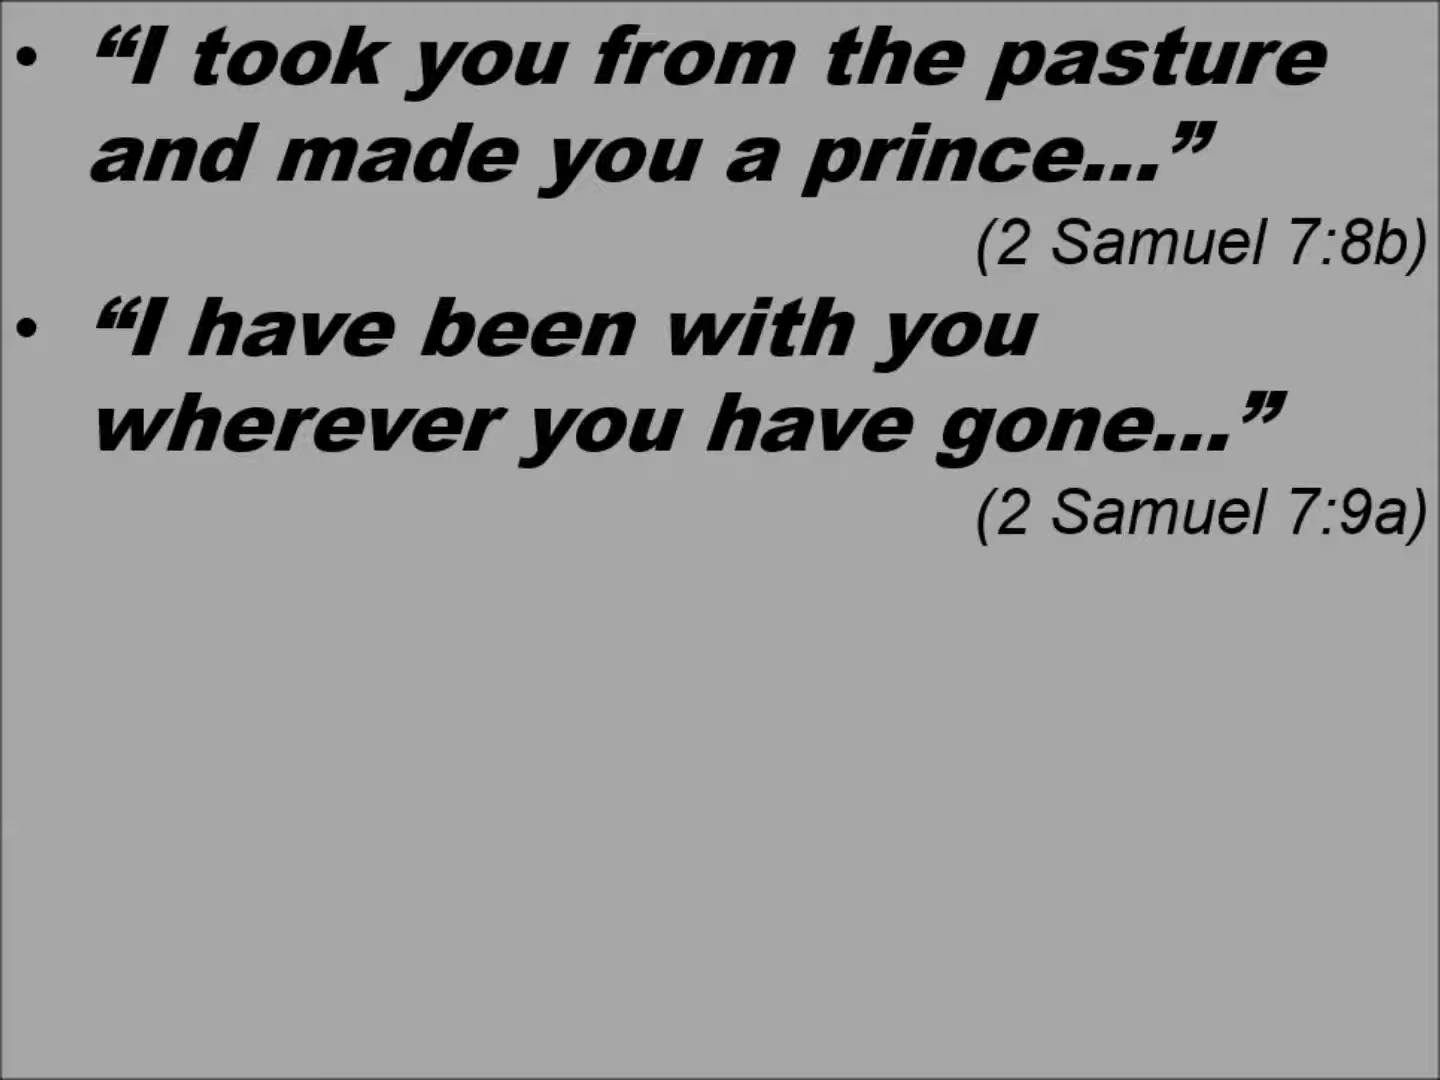 • “I took you from the pasture
and made you a prince...”
(2 Samuel 7:8b)
• “I have been with you
wherever you have gone...”
(2 Samuel 7:9a)